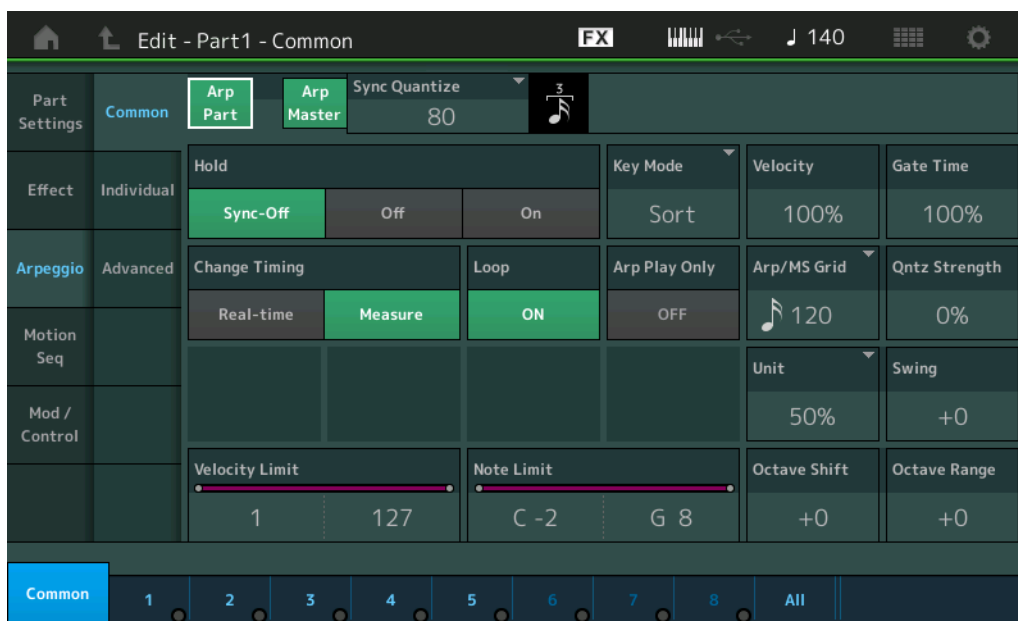 Edit - Part1 - Common
FX
140
Part
Settings
Common
Arp
Part
Arp
Master
Sync Quantize
80
3
Effect
Individual
Hold
Sync-Off
Off
On
Key Mode
Sort
Velocity
100%
Gate Time
100%
Arpeggio
Advanced
Change Timing
Real-time
Measure
Loop
ON
Arp Play Only
OFF
Arp/MS Grid
120
Qntz Strength
0%
Motion
Seq
Unit
50%
Swing
+0
Mod /
Control
Velocity Limit
1
127
Note Limit
C -2
G 8
Octave Shift
+0
Octave Range
+0
Common
1
2
3
4
5
6
7
8
All